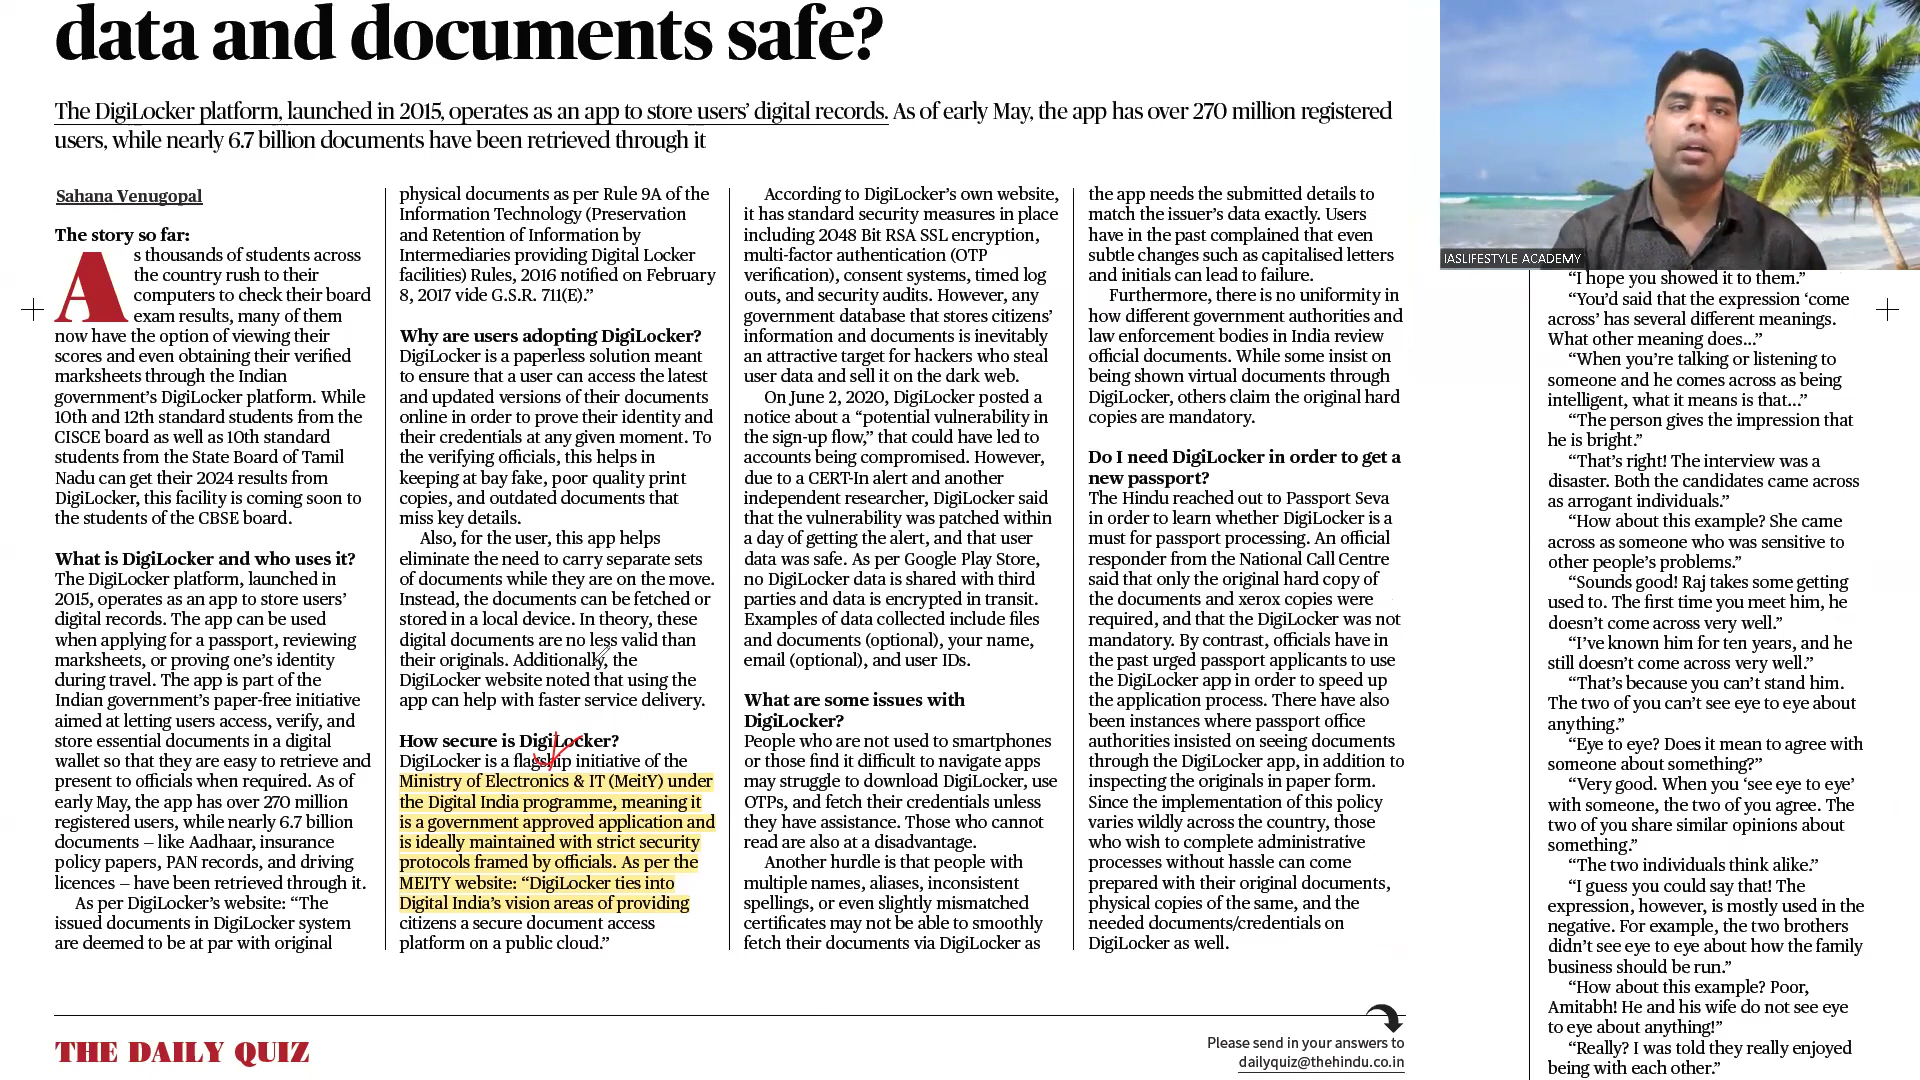 data and documents safe?
The DigiLocker platform, launched in 2015, operates as an app to store users’ digital records. As of early May, the app has over 270 million registered
users, while nearly 6.7 billion documents have been retrieved through it
Sahana Venugopal
The story so far:
As thousands of students across
the country rush to their
computers to check their board
exam results, many of them
now have the option of viewing their
scores and even obtaining their verified
marksheets through the Indian
government’s DigiLocker platform. While
10th and 12th standard students from the
CISCE board as well as 10th standard
students from the State Board of Tamil
Nadu can get their 2024 results from
DigiLocker, this facility is coming soon to
the students of the CBSE board.
What is DigiLocker and who uses it?
The DigiLocker platform, launched in
2015, operates as an app to store users’
digital records. The app can be used
when applying for a passport, reviewing
marksheets, or proving one’s identity
during travel. The app is part of the
Indian government’s paper-free initiative
aimed at letting users access, verify, and
store essential documents in a digital
wallet so that they are easy to retrieve and
present to officials when required. As of
early May, the app has over 270 million
registered users, while nearly 6.7 billion
documents — like Aadhaar, insurance
policy papers, PAN records, and driving
licences — have been retrieved through it.
As per DigiLocker’s website: “The
issued documents in DigiLocker system
are deemed to be at par with original
physical documents as per Rule 9A of the
Information Technology (Preservation
and Retention of Information by
Intermediaries providing Digital Locker
facilities) Rules, 2016 notified on February
8, 2017 vide G.S.R. 711(E).”
Why are users adopting DigiLocker?
DigiLocker is a paperless solution meant
to ensure that a user can access the latest
and updated versions of their documents
online in order to prove their identity and
their credentials at any given moment. To
the verifying officials, this helps in
keeping at bay fake, poor quality print
copies, and outdated documents that
miss key details.
Also, for the user, this app helps
eliminate the need to carry separate sets
of documents while they are on the move.
Instead, the documents can be fetched or
stored in a local device. In theory, these
digital documents are no less valid than
their originals. Additionally, the
DigiLocker website noted that using the
app can help with faster service delivery.
How secure is DigiLocker?
DigiLocker is a flagship initiative of the
Ministry of Electronics & IT (MeitY) under
the Digital India programme, meaning it
is a government approved application and
is ideally maintained with strict security
protocols framed by officials. As per the
MEITY website: “DigiLocker ties into
Digital India’s vision areas of providing
citizens a secure document access
platform on a public cloud.”
According to DigiLocker’s own website,
it has standard security measures in place
including 2048 Bit RSA SSL encryption,
multi-factor authentication (OTP
verification), consent systems, timed log
outs, and security audits. However, any
government database that stores citizens’
information and documents is inevitably
an attractive target for hackers who steal
user data and sell it on the dark web.
On June 2, 2020, DigiLocker posted a
notice about a “potential vulnerability in
the sign-up flow,” that could have led to
accounts being compromised. However,
due to a CERT-In alert and another
independent researcher, DigiLocker said
that the vulnerability was patched within
a day of getting the alert, and that user
data was safe. As per Google Play Store,
no DigiLocker data is shared with third
parties and data is encrypted in transit.
Examples of data collected include files
and documents (optional), your name,
email (optional), and user IDs.
What are some issues with
DigiLocker?
People who are not used to smartphones
or those find it difficult to navigate apps
may struggle to download DigiLocker, use
OTPs, and fetch their credentials unless
they have assistance. Those who cannot
read are also at a disadvantage.
Another hurdle is that people with
multiple names, aliases, inconsistent
spellings, or even slightly mismatched
certificates may not be able to smoothly
fetch their documents via DigiLocker as
the app needs the submitted details to
match the issuer’s data exactly. Users
have in the past complained that even
subtle changes such as capitalised letters
and initials can lead to failure.
Furthermore, there is no uniformity in
how different government authorities and
law enforcement bodies in India review
official documents. While some insist on
being shown virtual documents through
DigiLocker, others claim the original hard
copies are mandatory.
Do I need DigiLocker in order to get a
new passport?
The Hindu reached out to Passport Seva
in order to learn whether DigiLocker is a
must for passport processing. An official
responder from the National Call Centre
said that only the original hard copy of
the documents and xerox copies were
required, and that the DigiLocker was not
mandatory. By contrast, officials have in
the past urged passport applicants to use
the DigiLocker app in order to speed up
the application process. There have also
been instances where passport office
authorities insisted on seeing documents
through the DigiLocker app, in addition to
inspecting the originals in paper form.
Since the implementation of this policy
varies wildly across the country, those
who wish to complete administrative
processes without hassle can come
prepared with their original documents,
physical copies of the same, and the
needed documents/credentials on
DigiLocker as well.
IASLIFESTYLE ACADEMY
“I hope you showed it to them.”
“You’d said that the expression ‘come
across’ has several different meanings.
What other meaning does...”
“When you’re talking or listening to
someone and he comes across as being
intelligent, what it means is that...”
“The person gives the impression that
he is bright.”
“That’s right! The interview was a
disaster. Both the candidates came across
as arrogant individuals.”
“How about this example? She came
across as someone who was sensitive to
other people’s problems.”
“Sounds good! Raj takes some getting
used to. The first time you meet him, he
doesn’t come across very well.”
“I’ve known him for ten years, and he
still doesn’t come across very well.”
“That’s because you can’t stand him.
The two of you can’t see eye to eye about
anything.”
“Eye to eye? Does it mean to agree with
someone about something?”
“Very good. When you ‘see eye to eye’
with someone, the two of you agree. The
two of you share similar opinions about
something.”
“The two individuals think alike.”
“I guess you could say that! The
expression, however, is mostly used in the
negative. For example, the two brothers
didn’t see eye to eye about how the family
business should be run.”
“How about this example? Poor,
Amitabh! He and his wife do not see eye
to eye about anything!”
“Really? I was told they really enjoyed
being with each other.”
THE DAILY QUIZ
Please send in your answers to
dailyquiz@thehindu.co.in